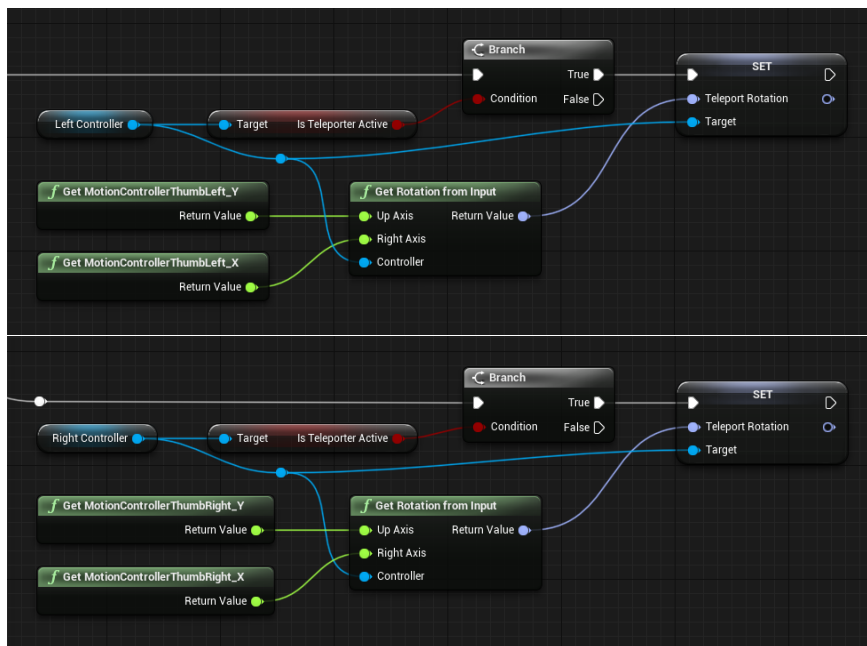 Branch
SET
True
Condition
False
Teleport Rotation
Target
Left Controller
Target
Is Teleporter Active
f Get MotionControllerThumbLeft_Y
Return Value
f Get Rotation from Input
Up Axis
Return Value
Right Axis
Controller
f Get MotionControllerThumbLeft_X
Return Value
Branch
SET
True
Condition
False
Teleport Rotation
Target
Right Controller
Target
Is Teleporter Active
f Get MotionControllerThumbRight_Y
Return Value
f Get Rotation from Input
Up Axis
Return Value
Right Axis
Controller
f Get MotionControllerThumbRight_X
Return Value